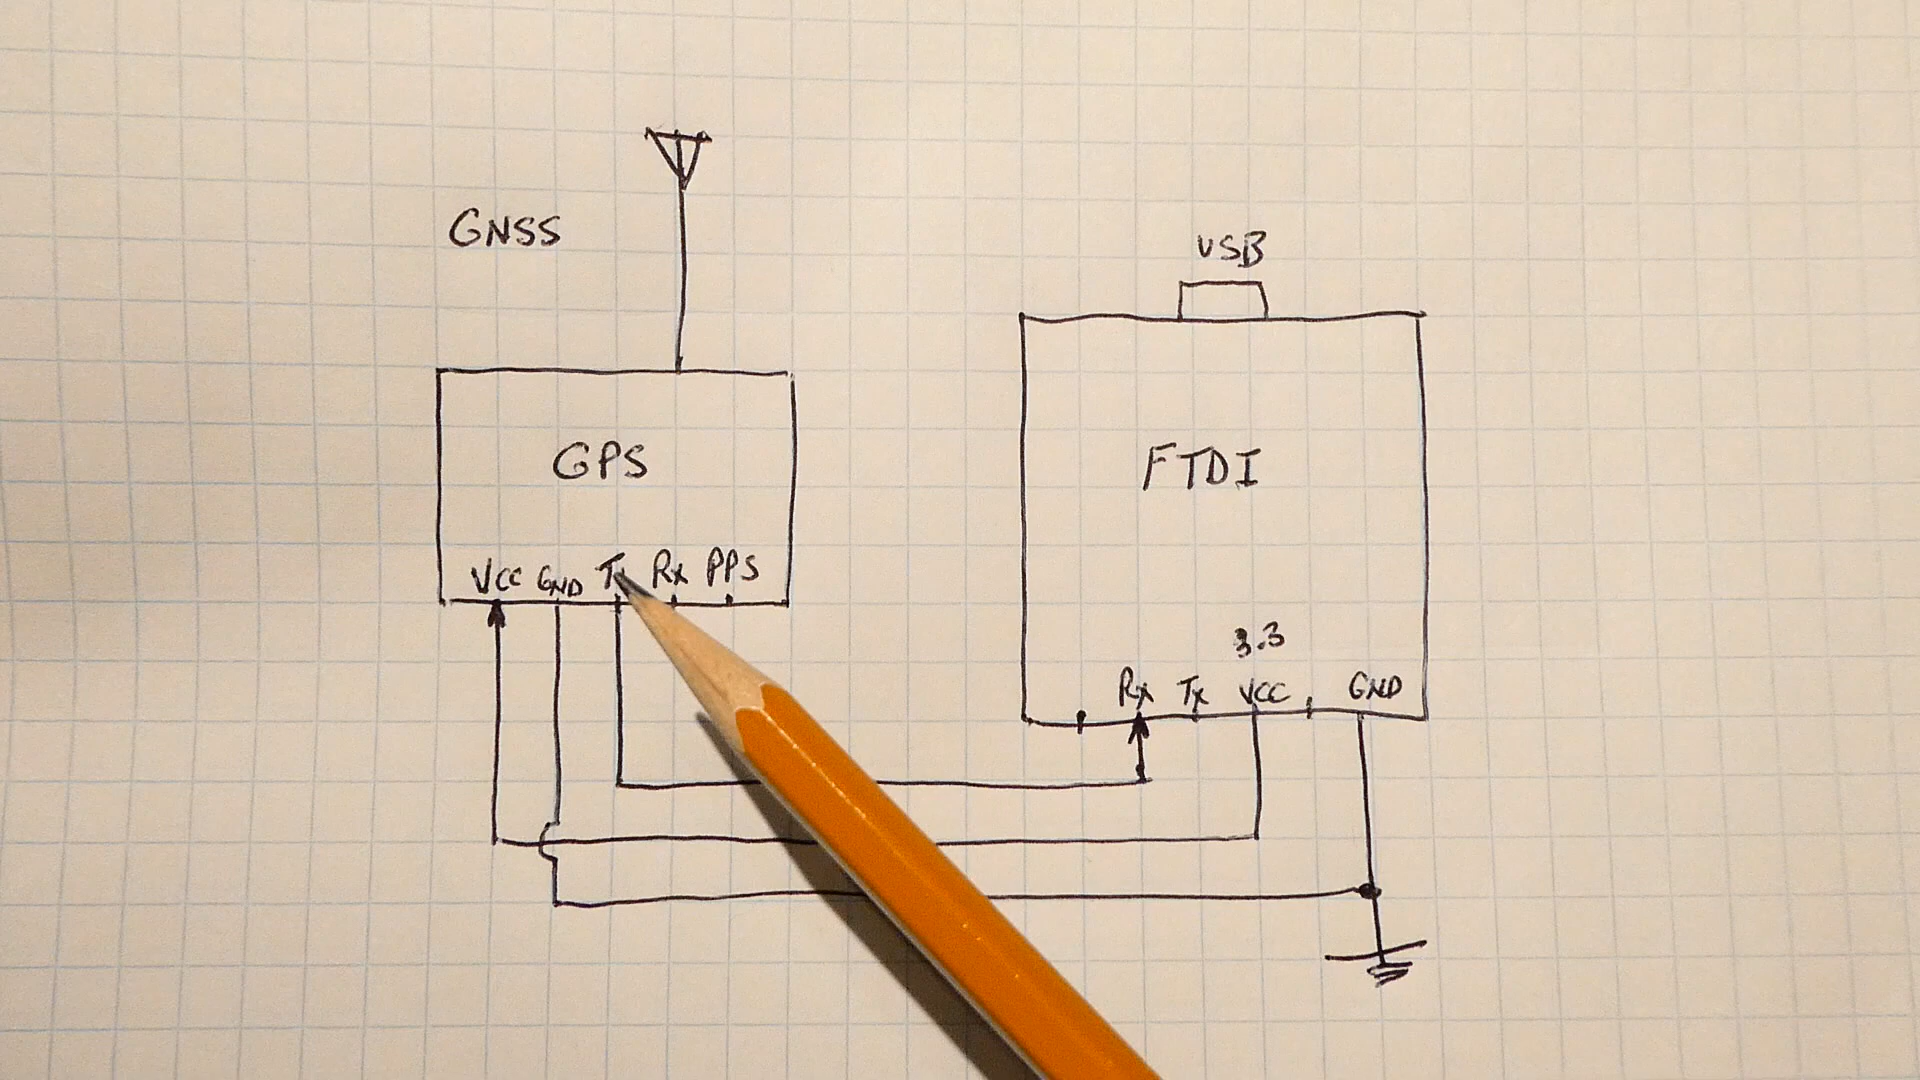 GNSS
USB
GPS
FTDI
VCC GND Tx Rx PPS
3.3
Rx Tx VCC GND